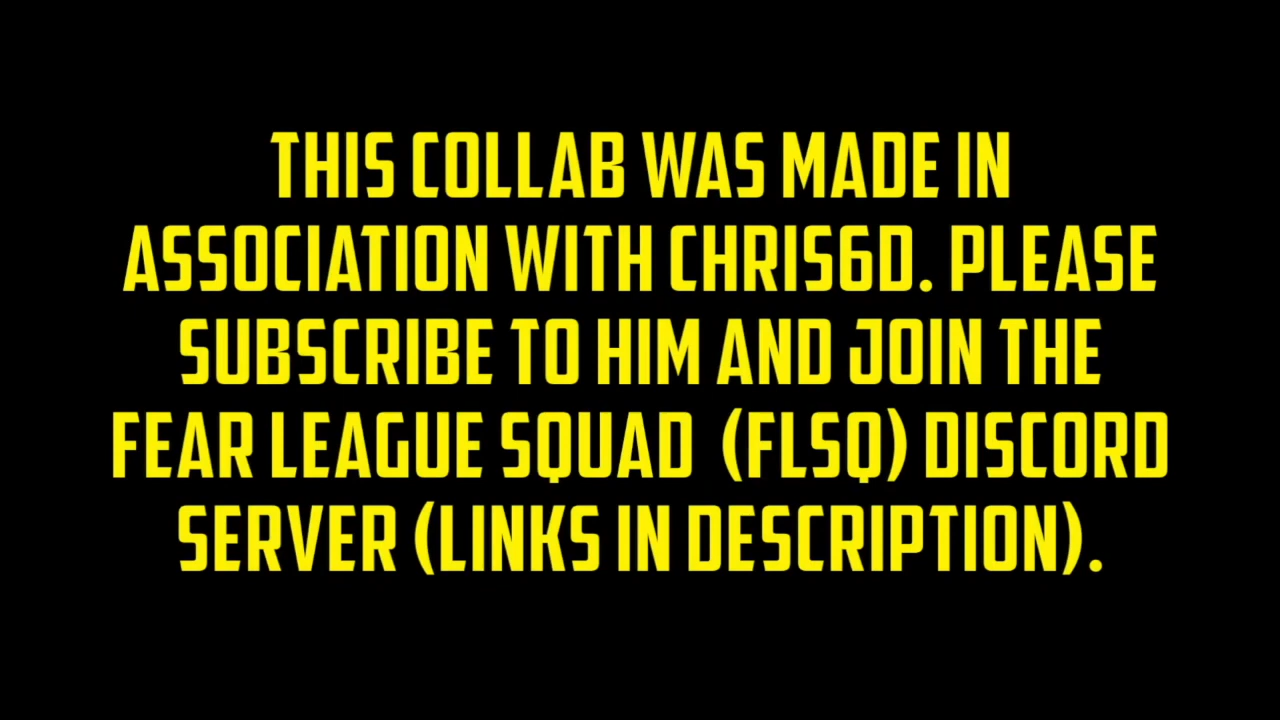 THIS COLLAB WAS MADE IN
ASSOCIATION WITH CHRIS6D. PLEASE
SUBSCRIBE TO HIM AND JOIN THE
FEAR LEAGUE SQUAD (FLSQ) DISCORD
SERVER (LINKS IN DESCRIPTION).